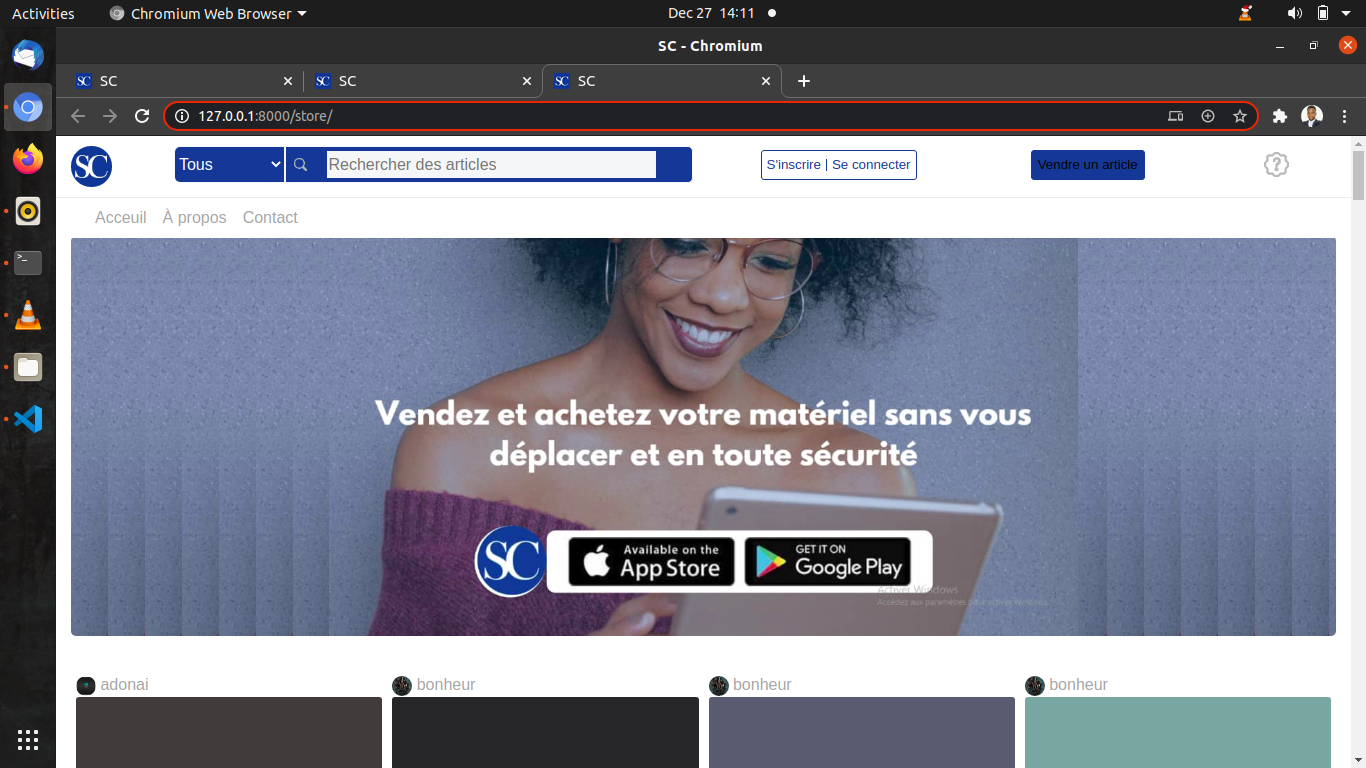 Activities
Chromium Web Browser
Dec 27 14:11
SC - Chromium
SC
SC
SC
127.0.0.1:8000/store/
SC
Tous
Rechercher des articles
S'inscrire | Se connecter
Vendre un article
?
Acceuil
À propos
Contact
Vendez et achetez votre matériel sans vous
déplacer et en toute sécurité
SC
Available on the
App Store
GET IT ON
Google Play
Activer Windows
Accédez aux paramètres pour activer Windows.
adonai
bonheur
bonheur
bonheur